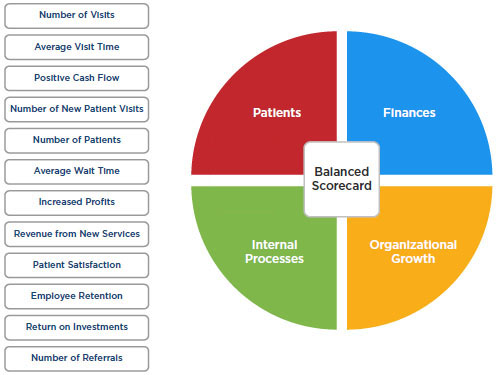 Number of Visits
Average Visit Time
Positive Cash Flow
Number of New Patient Visits
Number of Patients
Average Wait Time
Increased Profits
Revenue from New Services
Patient Satisfaction
Employee Retention
Return on Investments
Number of Referrals
Patients
Finances
Balanced
Scorecard
Internal
Processes
Organizational
Growth